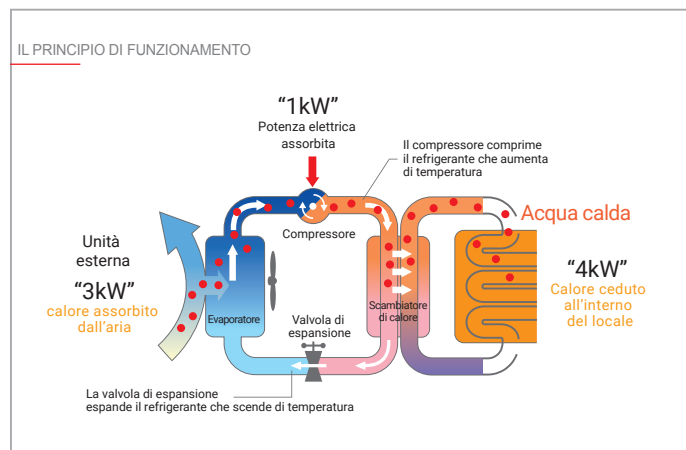 IL PRINCIPIO DI FUNZIONAMENTO
“1kW”
Potenza elettrica
assorbita
Il compressore comprime
il refrigerante che aumenta
di temperatura
Compressore
Acqua calda
Unità
esterna
“3kW”
calore assorbito
dall’aria
Evaporatore
Valvola di
espansione
Scambiatore
di calore
“4kW”
Calore ceduto
all’interno
del locale
La valvola di espansione
espande il refrigerante che scende di temperatura